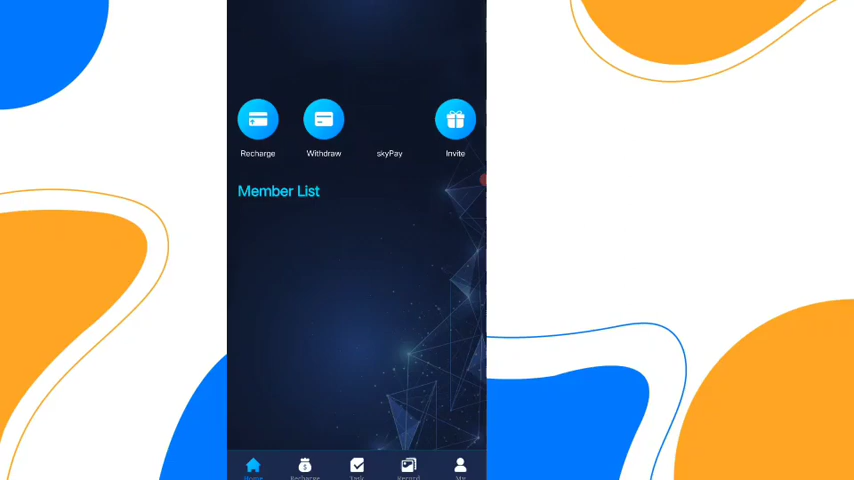 Recharge Withdraw skyPay Invite
Member List
Home Recharge Task Record Me